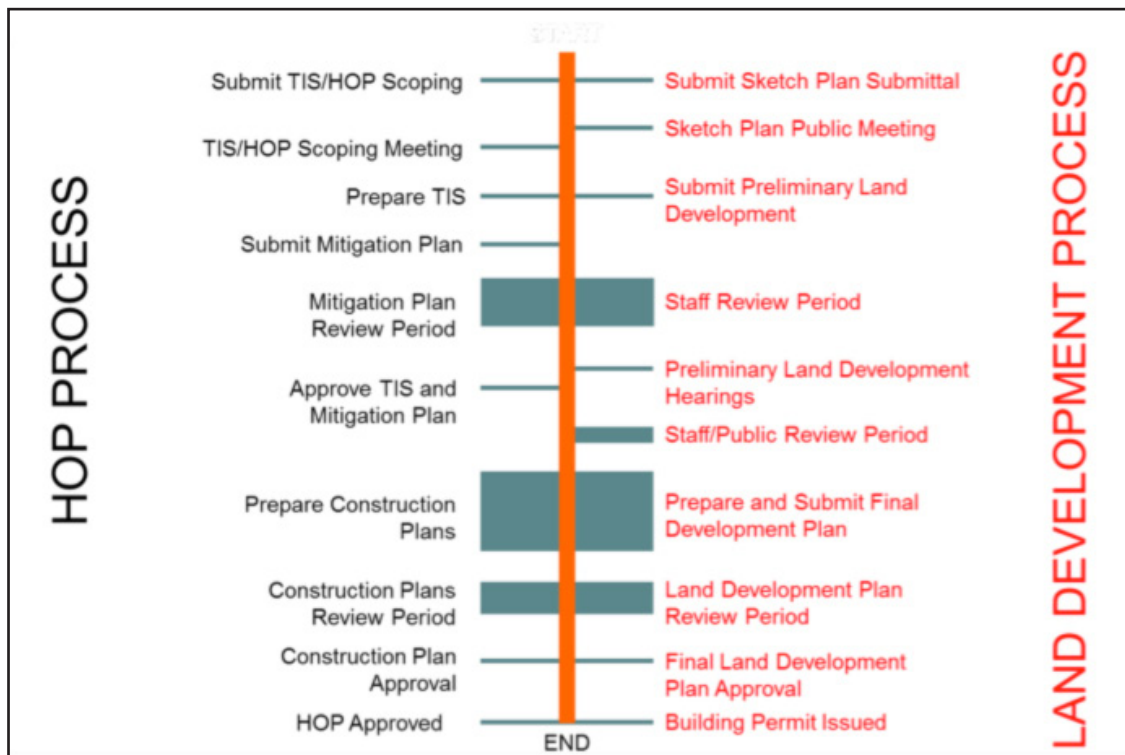 START
Submit TIS/HOP Scoping
Submit Sketch Plan Submittal
Sketch Plan Public Meeting
TIS/HOP Scoping Meeting
Prepare TIS
Submit Preliminary Land
Development
Submit Mitigation Plan
Mitigation Plan
Review Period
Staff Review Period
Preliminary Land Development
Hearings
Approve TIS and
Mitigation Plan
Staff/Public Review Period
Prepare Construction
Plans
Prepare and Submit Final
Development Plan
Construction Plans
Review Period
Land Development Plan
Review Period
Construction Plan
Approval
Final Land Development
Plan Approval
HOP Approved
Building Permit Issued
END
HOP PROCESS
LAND DEVELOPMENT PROCESS